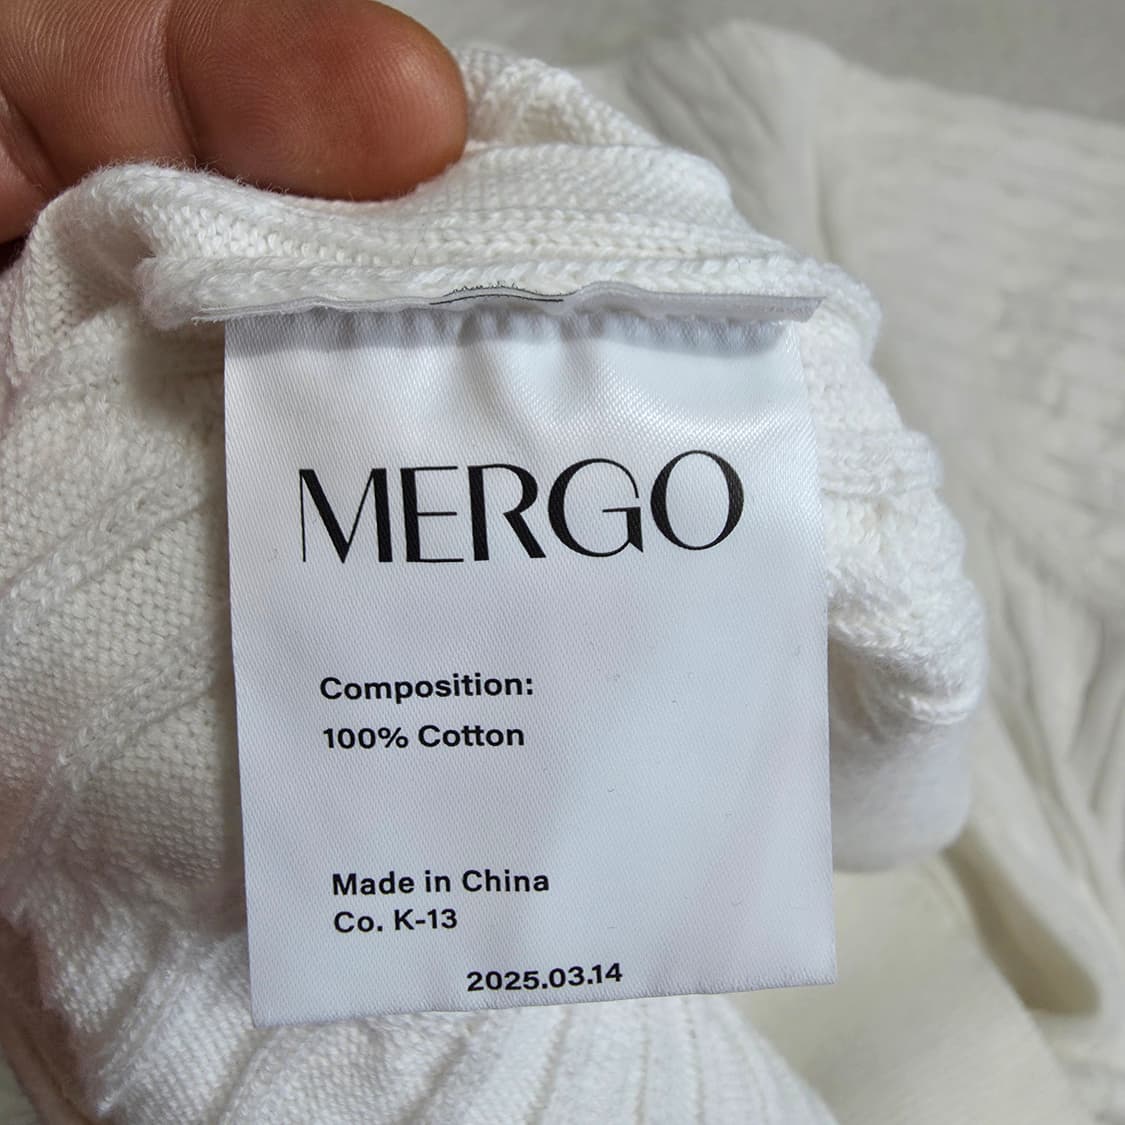 MERGO
Composition:
100% Cotton
Made in China
Co. K-13
2025.03.14